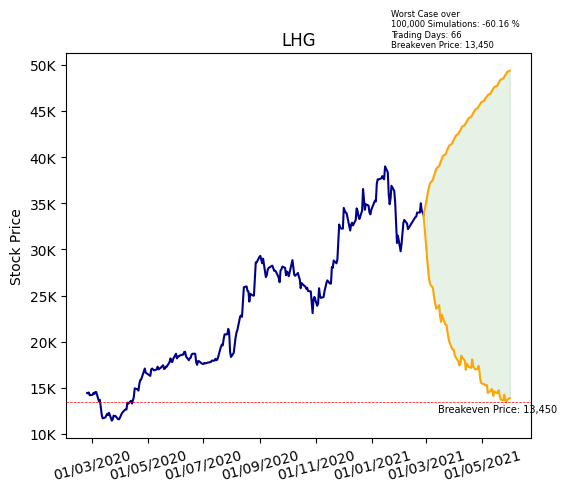 Worst Case over
100,000 Simulations: -60.16 %
Trading Days: 66
Breakeven Price: 13,450
LHG
Stock Price
50K
45K
40K
35K
30K
25K
20K
15K
10K
Breakeven Price: 13,450
01/03/2020
01/05/2020
01/07/2020
01/09/2020
01/11/2020
01/01/2021
01/03/2021
01/05/2021